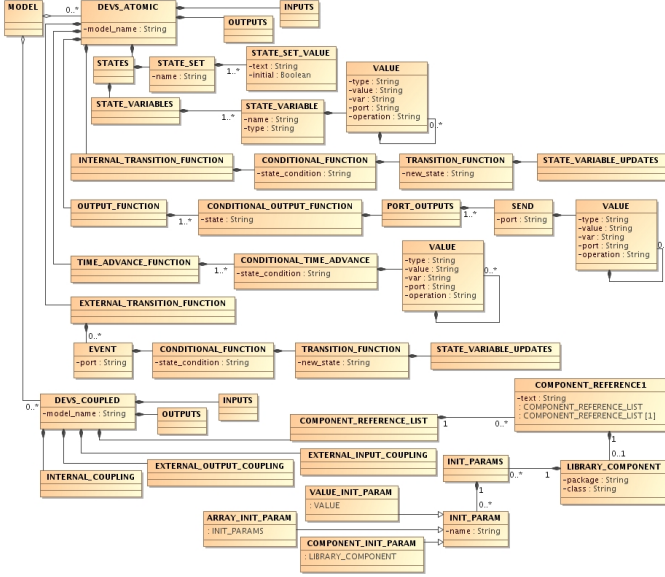 MODEL
0..*
DEVS_ATOMIC
-model_name : String
INPUTS
OUTPUTS
STATES
STATE_SET
-name : String
1..*
STATE_SET_VALUE
-text : String
-initial : Boolean
STATE_VARIABLES
1..*
STATE_VARIABLE
-name : String
-type : String
VALUE
-type : String
-value : String
-var : String
-port : String
-operation : String
0..*
INTERNAL_TRANSITION_FUNCTION
CONDITIONAL_FUNCTION
-state_condition : String
TRANSITION_FUNCTION
-new_state : String
STATE_VARIABLE_UPDATES
OUTPUT_FUNCTION
1..*
CONDITIONAL_OUTPUT_FUNCTION
-state : String
PORT_OUTPUTS
1..*
SEND
-port : String
VALUE
-type : String
-value : String
-var : String
-port : String
-operation : String
TIME_ADVANCE_FUNCTION
1..*
CONDITIONAL_TIME_ADVANCE
-state_condition : String
VALUE
-type : String
-value : String
-var : String
-port : String
-operation : String
0..*
EXTERNAL_TRANSITION_FUNCTION
0..*
EVENT
-port : String
CONDITIONAL_FUNCTION
-state_condition : String
TRANSITION_FUNCTION
-new_state : String
STATE_VARIABLE_UPDATES
0..*
DEVS_COUPLED
-model_name : String
INPUTS
OUTPUTS
COMPONENT_REFERENCE_LIST
1
0..*
COMPONENT_REFERENCE1
-text : String
: COMPONENT_REFERENCE_LIST
: COMPONENT_REFERENCE_LIST [1]
1
0..1
INTERNAL_COUPLING
EXTERNAL_OUTPUT_COUPLING
EXTERNAL_INPUT_COUPLING
INIT_PARAMS
0..*
1
LIBRARY_COMPONENT
-package : String
-class : String
1
0..*
VALUE_INIT_PARAM
: VALUE
ARRAY_INIT_PARAM
: INIT_PARAMS
COMPONENT_INIT_PARAM
: LIBRARY_COMPONENT
INIT_PARAM
-name : String